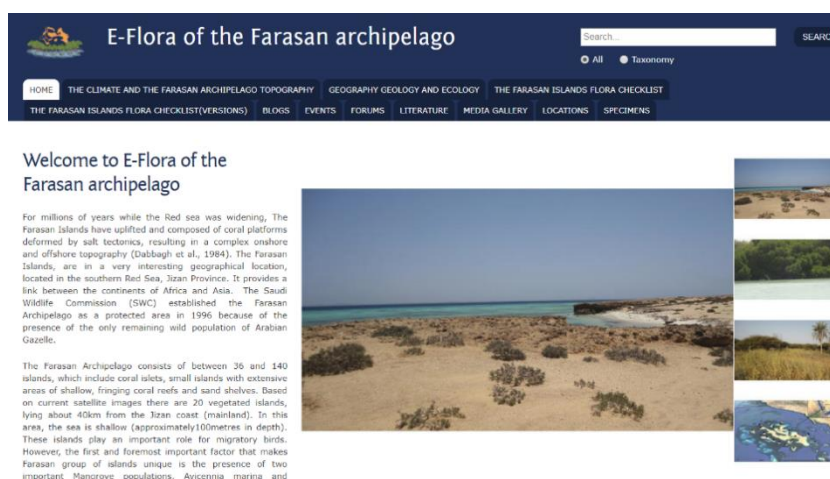 E-Flora of the Farasan archipelago
Search...
SEARC
All
Taxonomy
HOME
THE CLIMATE AND THE FARASAN ARCHIPELAGO TOPOGRAPHY
GEOGRAPHY GEOLOGY AND ECOLOGY
THE FARASAN ISLANDS FLORA CHECKLIST
THE FARASAN ISLANDS FLORA CHECKLIST(VERSIONS)
BLOGS
EVENTS
FORUMS
LITERATURE
MEDIA GALLERY
LOCATIONS
SPECIMENS
Welcome to E-Flora of the
Farasan archipelago
For millions of years while the Red sea was widening, The
Farasan Islands have uplifted and composed of coral platforms
deformed by salt tectonics, resulting in a complex onshore
and offshore topography (Dabbagh et al., 1984). The Farasan
Islands, are in a very interesting geographical location,
located in the southern Red Sea, Jizan Province. It provides a
link between the continents of Africa and Asia. The Saudi
Wildlife Commission (SWC) established the Farasan
Archipelago as a protected area in 1996 because of the
presence of the only remaining wild population of Arabian
Gazelle.
The Farasan Archipelago consists of between 36 and 140
islands, which include coral islets, small islands with extensive
areas of shallow, fringing coral reefs and sand shelves. Based
on current satellite images there are 20 vegetated islands,
lying about 40km from the Jizan coast (mainland). In this
area, the sea is shallow (approximately100metres in depth).
These islands play an important role for migratory birds.
However, the first and foremost important factor that makes
Farasan group of islands unique is the presence of two
important Mangrove populations, Avicennia marina and